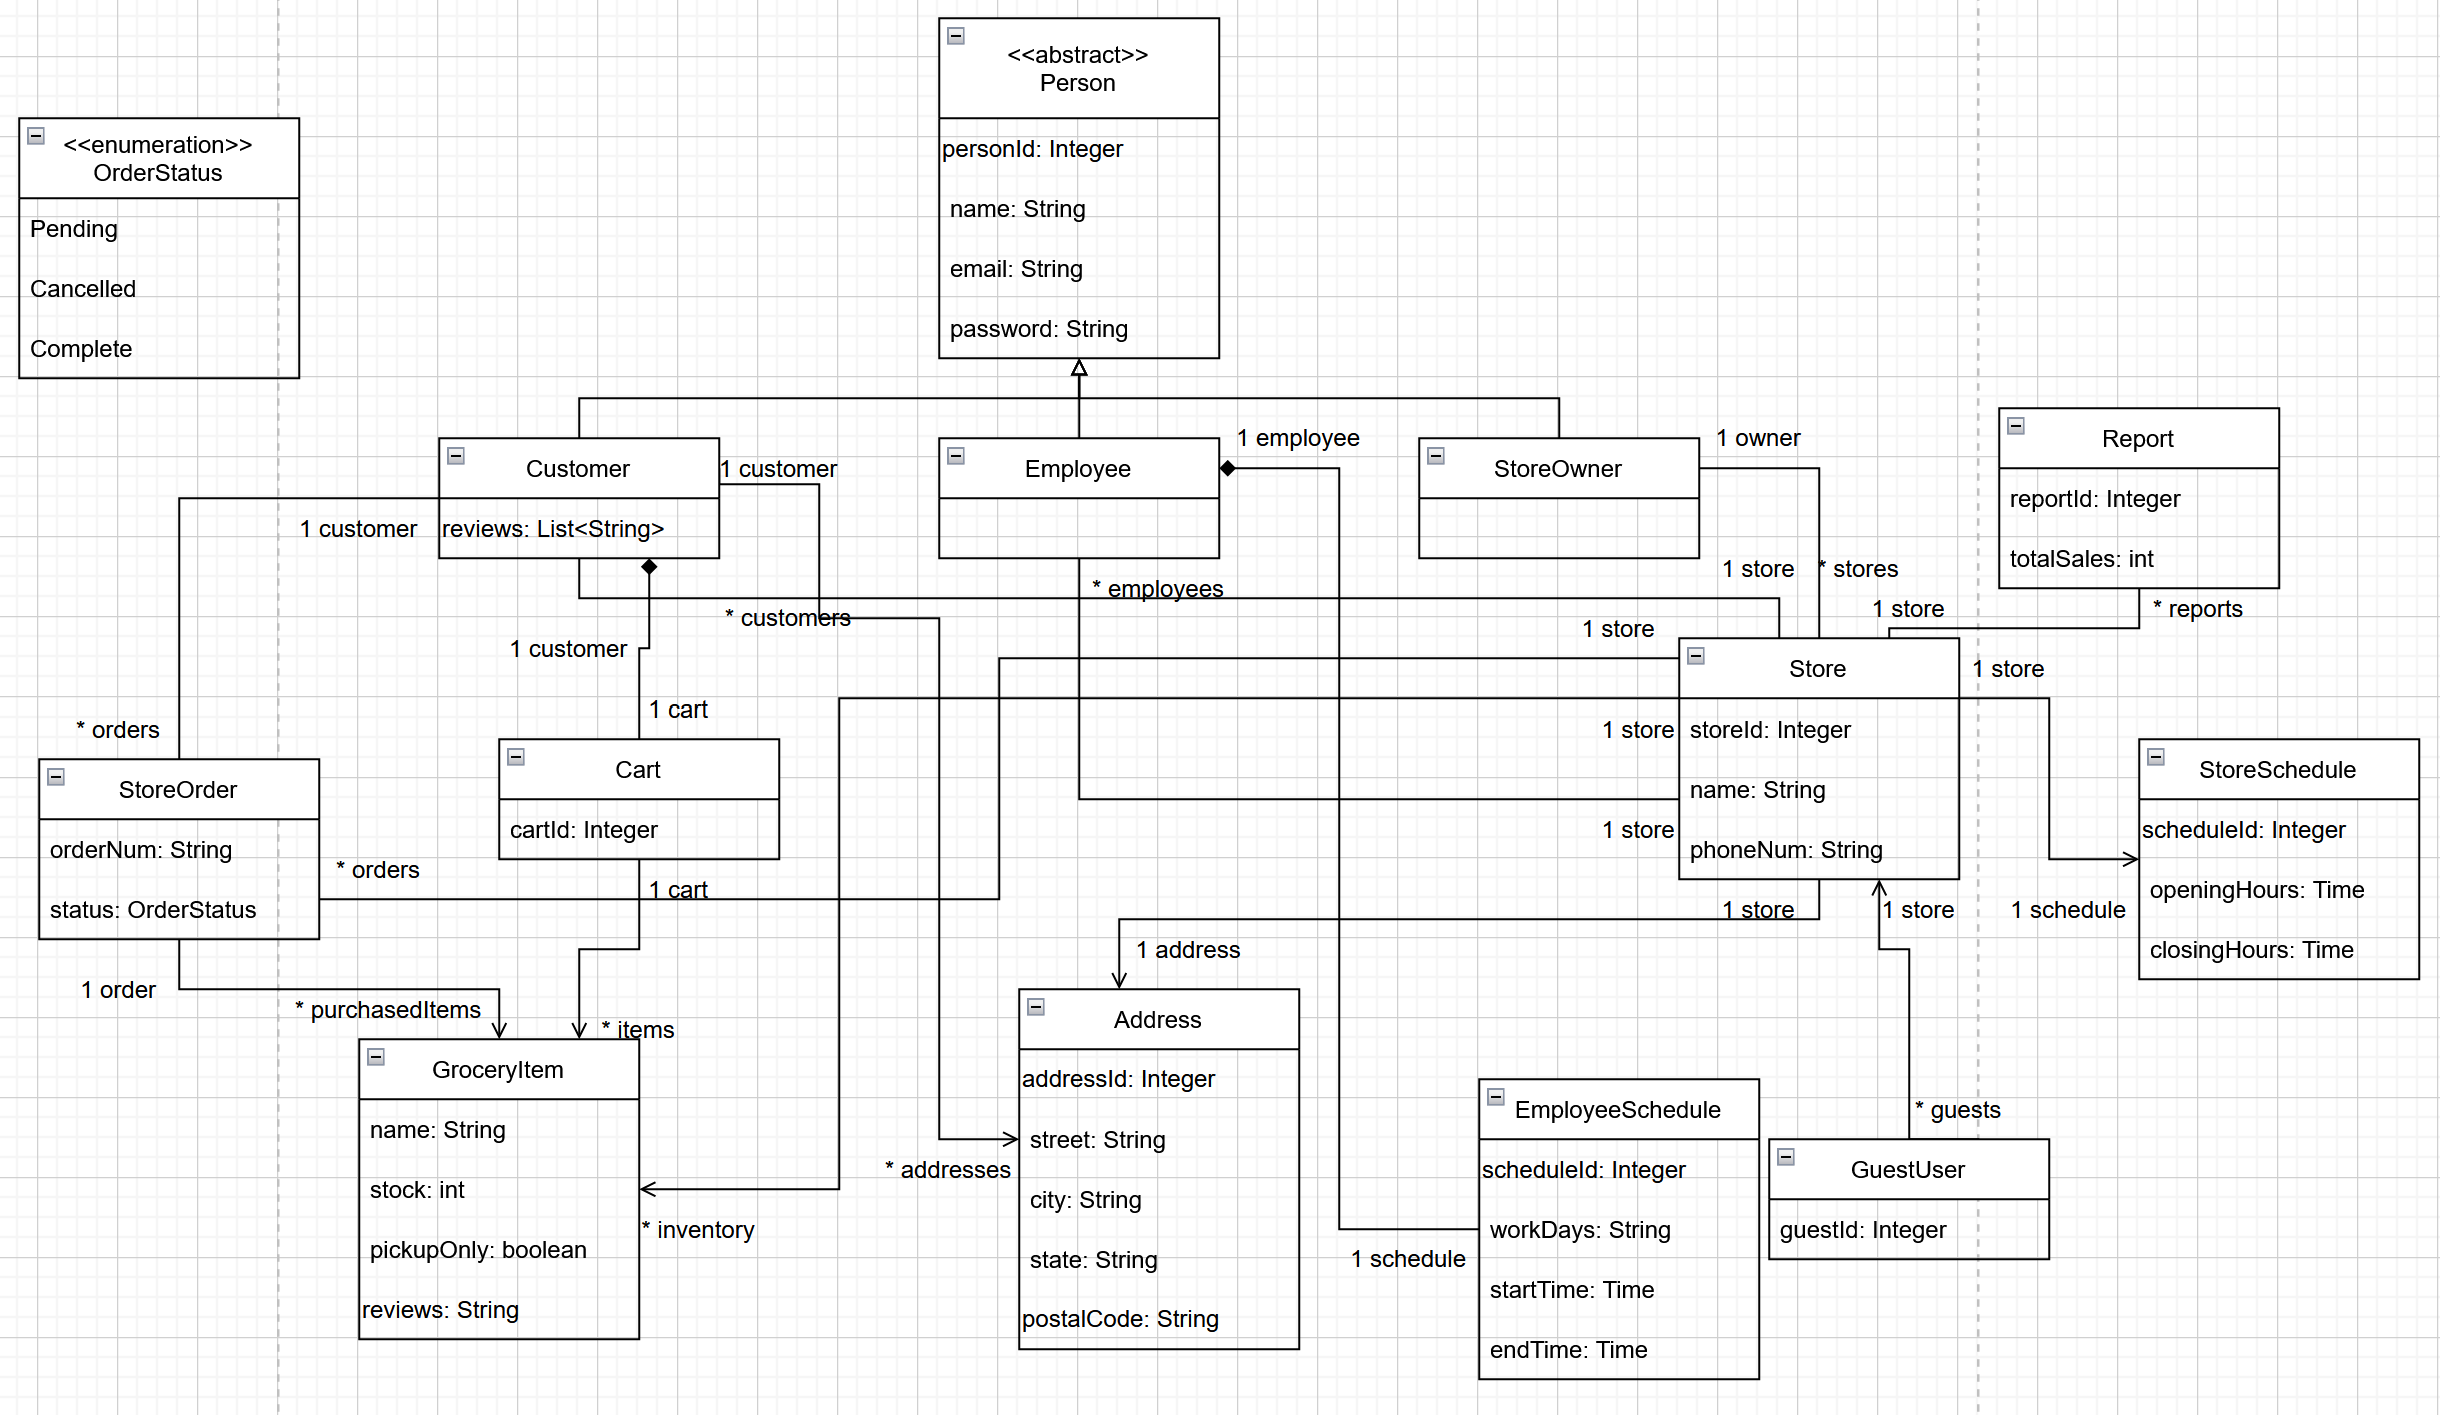 <<abstract>>
Person
personId: Integer
name: String
email: String
password: String
<<enumeration>>
OrderStatus
Pending
Cancelled
Complete
Customer
reviews: List<String>
1 customer
1 customer
Employee
1 employee
StoreOwner
1 owner
Report
reportId: Integer
totalSales: int
* employees
* customers
1 customer
1 store
* stores
1 store
* reports
1 store
1 store
Store
storeId: Integer
name: String
phoneNum: String
1 store
1 store
* orders
1 cart
StoreOrder
orderNum: String
status: OrderStatus
* orders
Cart
cartId: Integer
1 cart
StoreSchedule
scheduleId: Integer
openingHours: Time
closingHours: Time
1 store
1 store
1 schedule
1 address
1 order
* purchasedItems
* items
GroceryItem
name: String
stock: int
pickupOnly: boolean
reviews: String
* inventory
* addresses
Address
addressId: Integer
street: String
city: String
state: String
postalCode: String
1 schedule
EmployeeSchedule
scheduleId: Integer
workDays: String
startTime: Time
endTime: Time
* guests
GuestUser
guestId: Integer